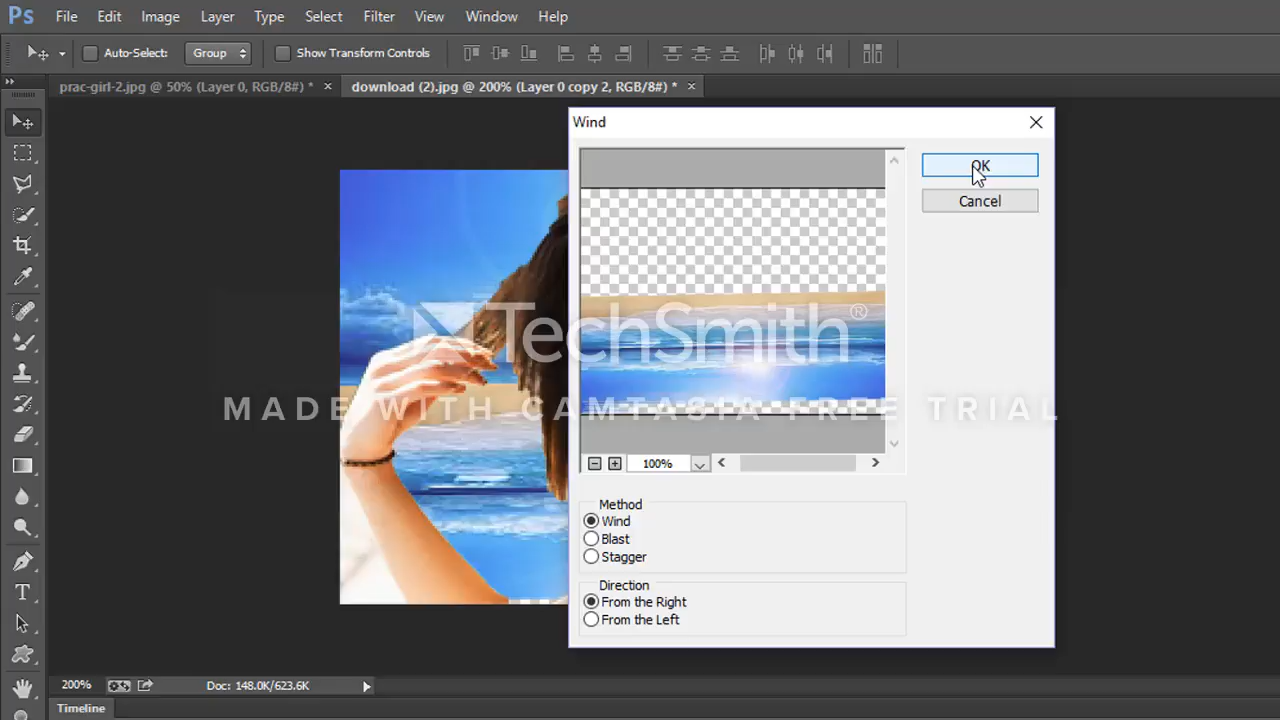 Ps File Edit Image Layer Type Select Filter View Window Help
Auto-Select: Group Show Transform Controls
prac-girl-2.jpg @ 50% (Layer 0, RGB/8#) * × download (2).jpg @ 200% (Layer 0 copy 2, RGB/8#) * ×
Wind
OK
Cancel
TechSmith®
MADE WITH CAMTASIA FREE TRIAL
100%
Method
Wind
Blast
Stagger
Direction
From the Right
From the Left
200% Doc: 148.0K/623.6K
Timeline